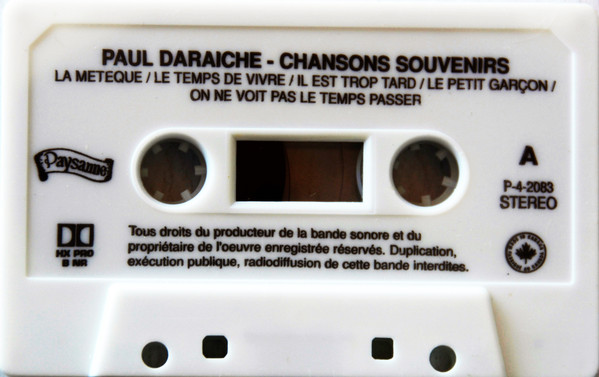 PAUL DARAICHE - CHANSONS SOUVENIRS
LA METEQUE / LE TEMPS DE VIVRE / IL EST TROP TARD / LE PETIT GARÇON /
ON NE VOIT PAS LE TEMPS PASSER
Paysanne
A
P-4-2083
STEREO
HX PRO
B NR
Tous droits du producteur de la bande sonore et du
propriétaire de l'oeuvre enregistrée réservés. Duplication,
exécution publique, radiodiffusion de cette bande interdites.